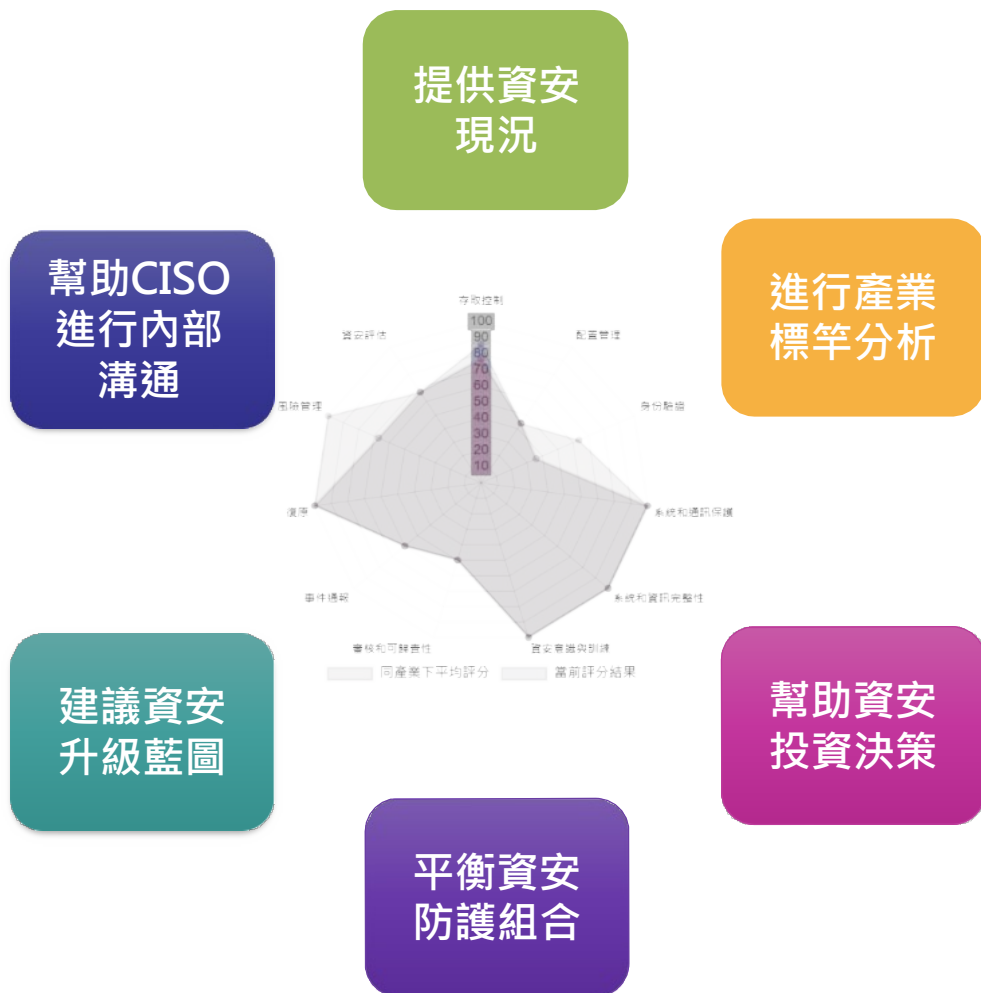 提供資安
現況
幫助CISO
進行內部
溝通
進行產業
標竿分析
存取控制
資安評估
配置管理
100
90
80
70
60
50
40
30
20
10
風險管理
身份驗證
復原
系統和通訊保護
事件通報
系統和資訊完整性
審核和可歸責性
資安意識與訓練
同產業下平均評分
當前評分結果
建議資安
升級藍圖
幫助資安
投資決策
平衡資安
防護組合